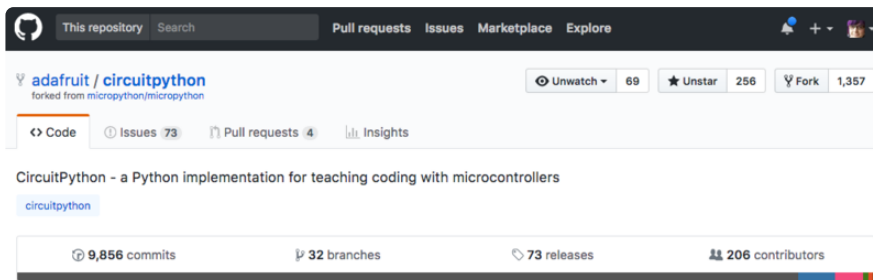 This repository Search Pull requests Issues Marketplace Explore
adafruit / circuitpython Unwatch 69 Unstar 256 Fork 1,357
forked from micropython/micropython
Code Issues 73 Pull requests 4 Insights
CircuitPython - a Python implementation for teaching coding with microcontrollers
circuitpython
9,856 commits 32 branches 73 releases 206 contributors